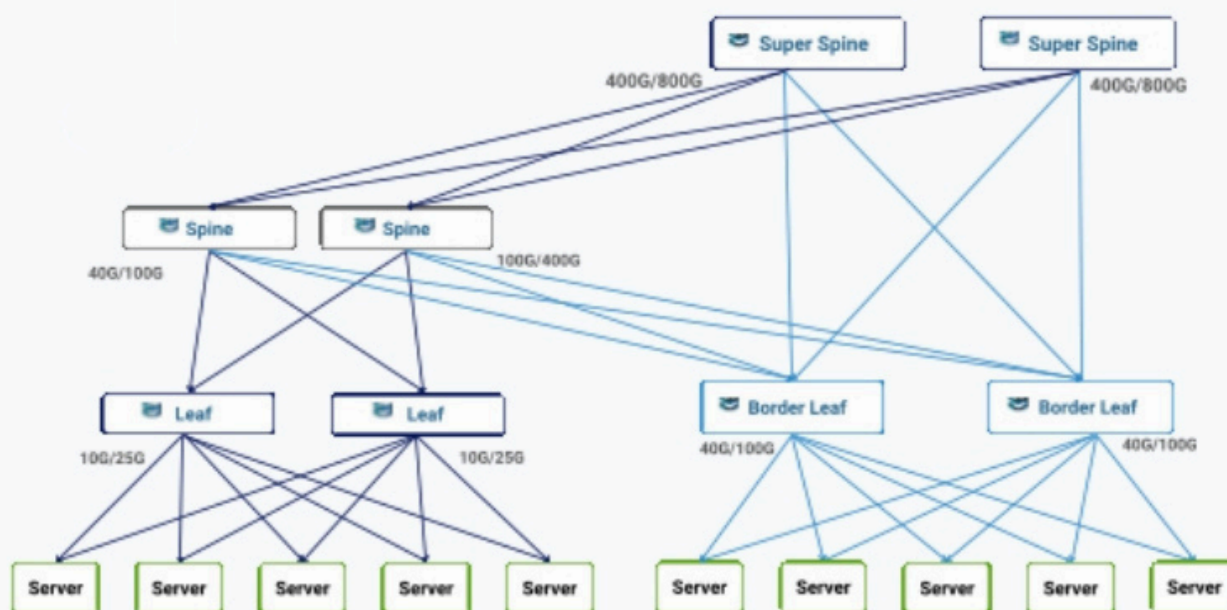 Super Spine
Super Spine
400G/800G
400G/800G
Spine
Spine
40G/100G
100G/400G
Leaf
Leaf
Border Leaf
Border Leaf
10G/25G
10G/25G
40G/100G
40G/100G
Server
Server
Server
Server
Server
Server
Server
Server
Server
Server